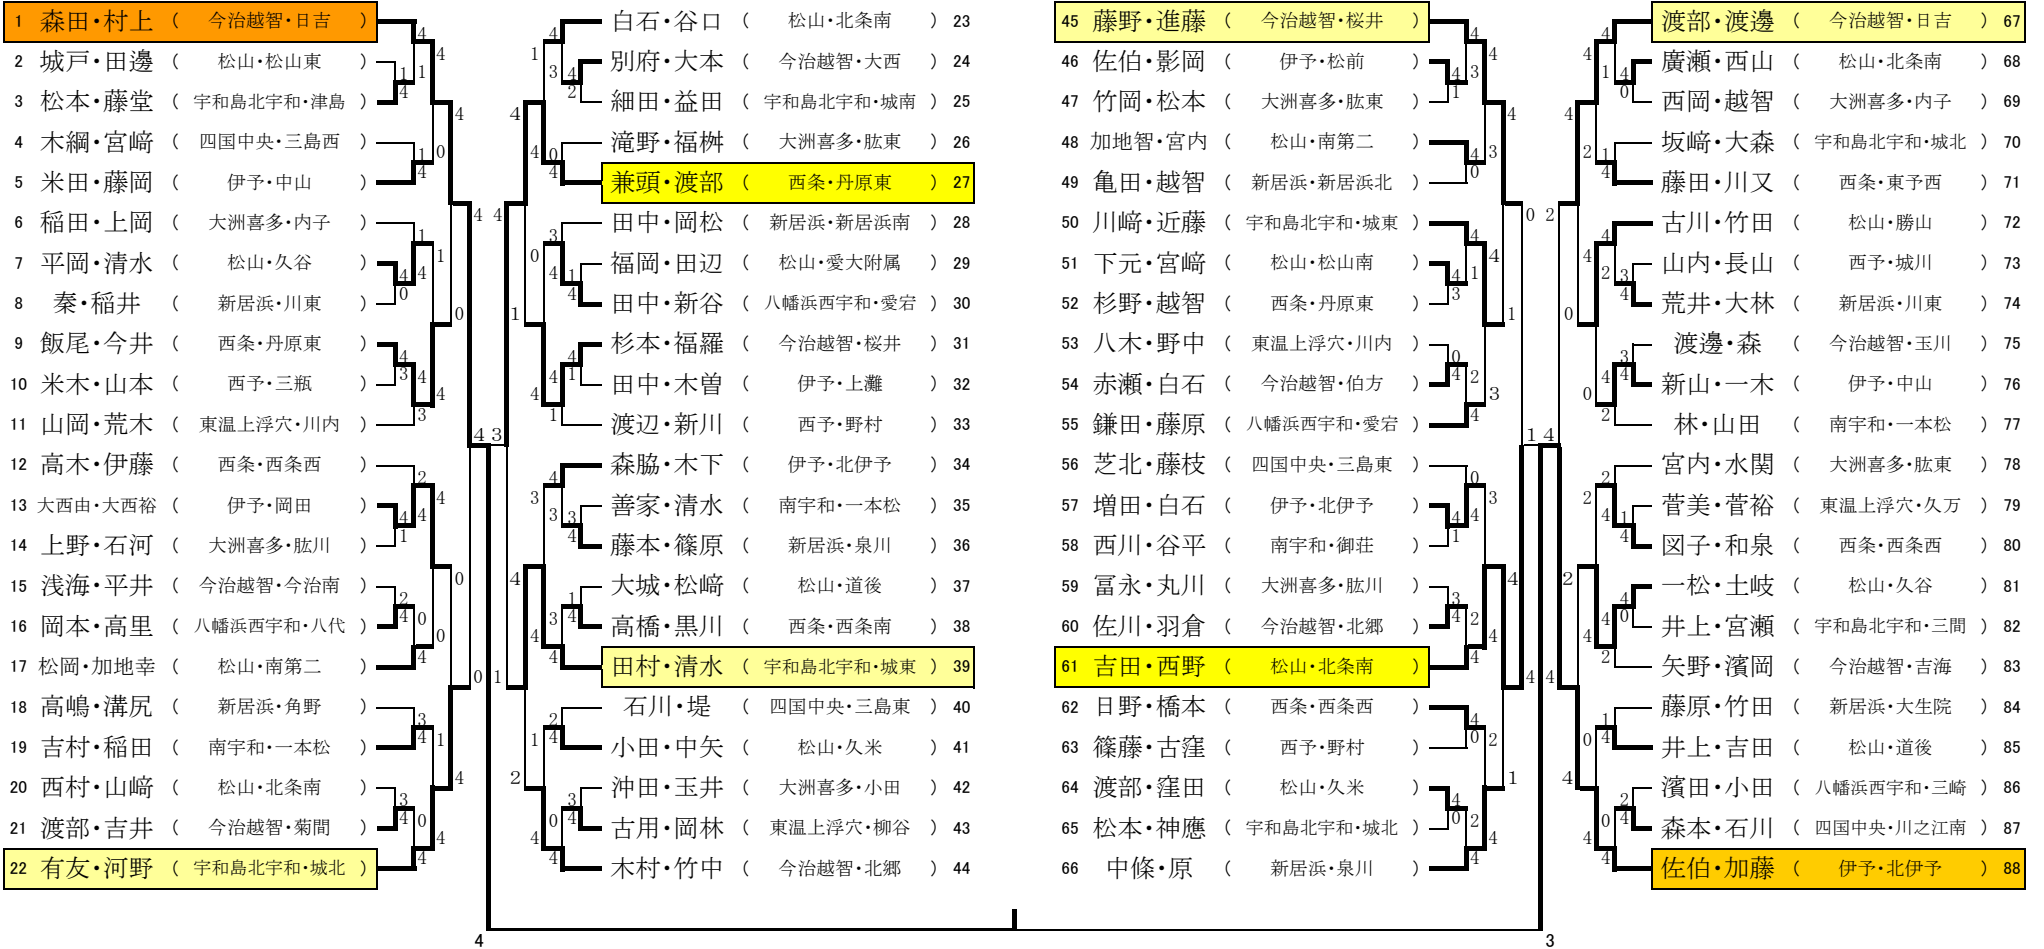 1 森田・村上 ( 今治越智・日吉 )
2 城戸・田邊 ( 松山・松山東 )
3 松本・藤堂 ( 宇和島北宇和・津島 )
4 木綱・宮﨑 ( 四国中央・三島西 )
5 米田・藤岡 ( 伊予・中山 )
6 稲田・上岡 ( 大洲喜多・内子 )
7 平岡・清水 ( 松山・久谷 )
8 秦・稲井 ( 新居浜・川東 )
9 飯尾・今井 ( 西条・丹原東 )
10 米木・山本 ( 西予・三瓶 )
11 山岡・荒木 ( 東温上浮穴・川内 )
12 高木・伊藤 ( 西条・西条西 )
13 大西由・大西裕 ( 伊予・岡田 )
14 上野・石河 ( 大洲喜多・肱川 )
15 浅海・平井 ( 今治越智・今治南 )
16 岡本・高里 ( 八幡浜西宇和・八代 )
17 松岡・加地幸 ( 松山・南第二 )
18 高嶋・溝尻 ( 新居浜・角野 )
19 吉村・稲田 ( 南宇和・一本松 )
20 西村・山﨑 ( 松山・北条南 )
21 渡部・吉井 ( 今治越智・菊間 )
22 有友・河野 ( 宇和島北宇和・城北 )
白石・谷口 ( 松山・北条南 ) 23
別府・大本 ( 今治越智・大西 ) 24
細田・益田 ( 宇和島北宇和・城南 ) 25
滝野・福桝 ( 大洲喜多・肱東 ) 26
兼頭・渡部 ( 西条・丹原東 ) 27
田中・岡松 ( 新居浜・新居浜南 ) 28
福岡・田辺 ( 松山・愛大附属 ) 29
田中・新谷 ( 八幡浜西宇和・愛宕 ) 30
杉本・福羅 ( 今治越智・桜井 ) 31
田中・木曽 ( 伊予・上灘 ) 32
渡辺・新川 ( 西予・野村 ) 33
森脇・木下 ( 伊予・北伊予 ) 34
善家・清水 ( 南宇和・一本松 ) 35
藤本・篠原 ( 新居浜・泉川 ) 36
大城・松﨑 ( 松山・道後 ) 37
高橋・黒川 ( 西条・西条南 ) 38
田村・清水 ( 宇和島北宇和・城東 ) 39
石川・堤 ( 四国中央・三島東 ) 40
小田・中矢 ( 松山・久米 ) 41
沖田・玉井 ( 大洲喜多・小田 ) 42
古用・岡林 ( 東温上浮穴・柳谷 ) 43
木村・竹中 ( 今治越智・北郷 ) 44
45 藤野・進藤 ( 今治越智・桜井 )
46 佐伯・影岡 ( 伊予・松前 )
47 竹岡・松本 ( 大洲喜多・肱東 )
48 加地智・宮内 ( 松山・南第二 )
49 亀田・越智 ( 新居浜・新居浜北 )
50 川﨑・近藤 ( 宇和島北宇和・城東 )
51 下元・宮﨑 ( 松山・松山南 )
52 杉野・越智 ( 西条・丹原東 )
53 八木・野中 ( 東温上浮穴・川内 )
54 赤瀬・白石 ( 今治越智・伯方 )
55 鎌田・藤原 ( 八幡浜西宇和・愛宕 )
56 芝北・藤枝 ( 四国中央・三島東 )
57 増田・白石 ( 伊予・北伊予 )
58 西川・谷平 ( 南宇和・御荘 )
59 冨永・丸川 ( 大洲喜多・肱川 )
60 佐川・羽倉 ( 今治越智・北郷 )
61 吉田・西野 ( 松山・北条南 )
62 日野・橋本 ( 西条・西条西 )
63 篠藤・古窪 ( 西予・野村 )
64 渡部・窪田 ( 松山・久米 )
65 松本・神應 ( 宇和島北宇和・城北 )
66 中條・原 ( 新居浜・泉川 )
渡部・渡邊 ( 今治越智・日吉 ) 67
廣瀬・西山 ( 松山・北条南 ) 68
西岡・越智 ( 大洲喜多・内子 ) 69
坂﨑・大森 ( 宇和島北宇和・城北 ) 70
藤田・川又 ( 西条・東予西 ) 71
古川・竹田 ( 松山・勝山 ) 72
山内・長山 ( 西予・城川 ) 73
荒井・大林 ( 新居浜・川東 ) 74
渡邊・森 ( 今治越智・玉川 ) 75
新山・一木 ( 伊予・中山 ) 76
林・山田 ( 南宇和・一本松 ) 77
宮内・水関 ( 大洲喜多・肱東 ) 78
菅美・菅裕 ( 東温上浮穴・久万 ) 79
図子・和泉 ( 西条・西条西 ) 80
一松・土岐 ( 松山・久谷 ) 81
井上・宮瀬 ( 宇和島北宇和・三間 ) 82
矢野・濱岡 ( 今治越智・吉海 ) 83
藤原・竹田 ( 新居浜・大生院 ) 84
井上・吉田 ( 松山・道後 ) 85
濱田・小田 ( 八幡浜西宇和・三崎 ) 86
森本・石川 ( 四国中央・川之江南 ) 87
佐伯・加藤 ( 伊予・北伊予 ) 88
4
3